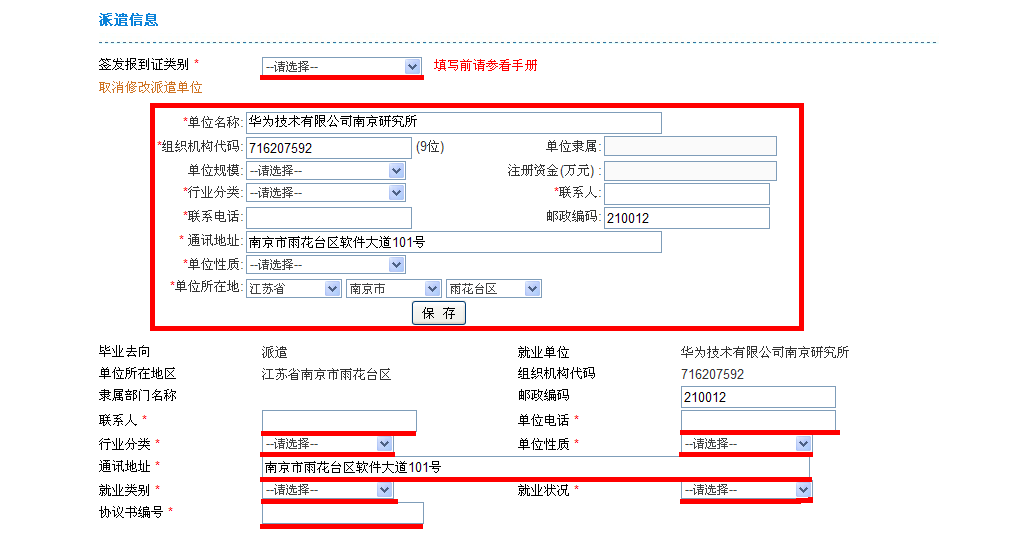 派遣信息
签发报到证类别 * --请选择-- 填写前请参看手册
取消修改派遣单位
*单位名称: 华为技术有限公司南京研究所
*组织机构代码: 716207592 (9位) 单位隶属:
单位规模: --请选择-- 注册资金(万元) :
*行业分类: --请选择-- *联系人:
*联系电话: 邮政编码: 210012
* 通讯地址: 南京市雨花台区软件大道101号
*单位性质: --请选择--
*单位所在地: 江苏省 南京市 雨花台区
保 存
毕业去向 派遣 就业单位 华为技术有限公司南京研究所
单位所在地区 江苏省南京市雨花台区 组织机构代码 716207592
隶属部门名称 邮政编码 210012
联系人 * 单位电话 *
行业分类 * --请选择-- 单位性质 * --请选择--
通讯地址 * 南京市雨花台区软件大道101号
就业类别 * --请选择-- 就业状况 * --请选择--
协议书编号 *